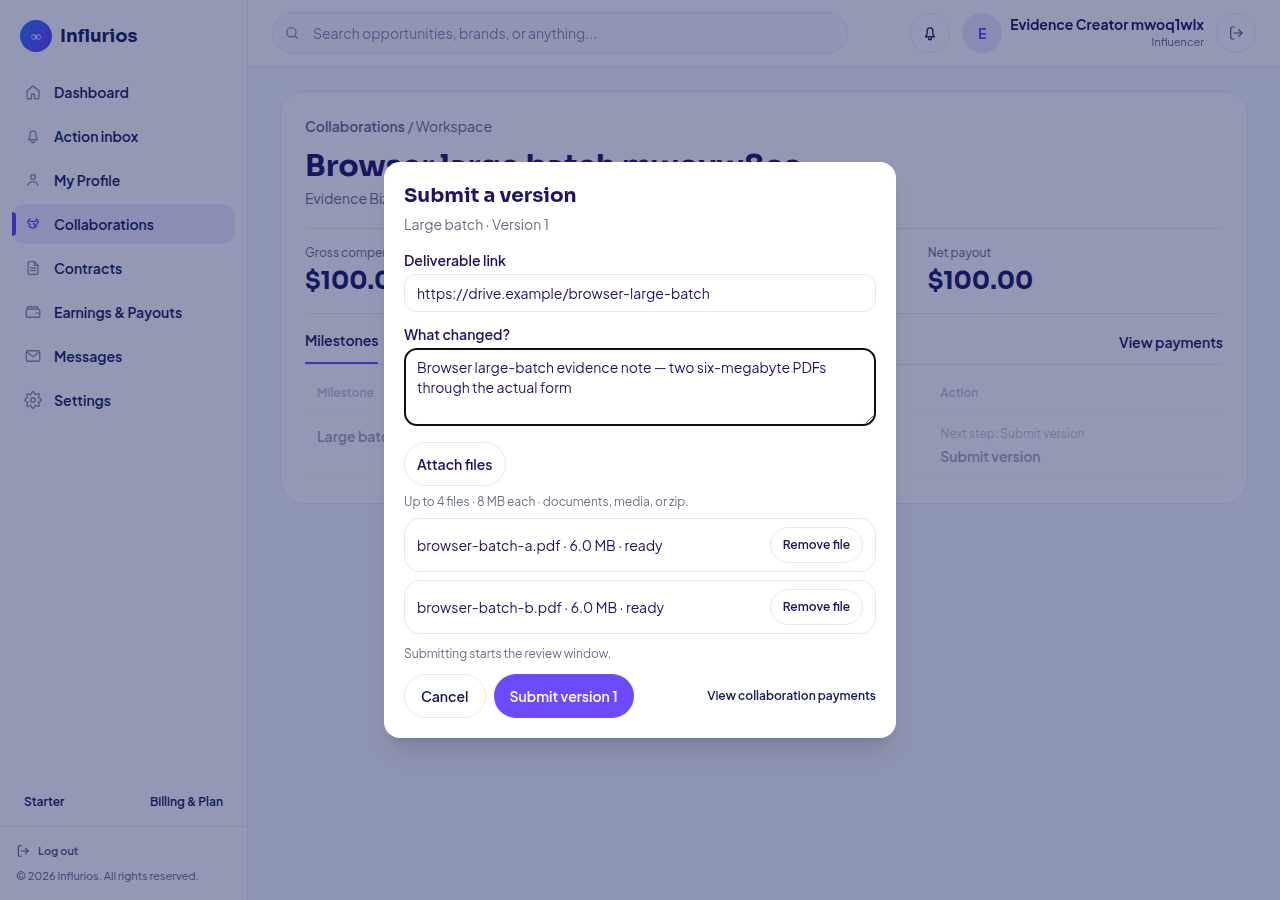 ∞ Influrios
Search opportunities, brands, or anything...
E
Evidence Creator mwoq1wlx
Influencer
Dashboard
Action inbox
My Profile
Collaborations
Contracts
Earnings & Payouts
Messages
Settings
Starter
Billing & Plan
Log out
© 2026 Influrios. All rights reserved.
Collaborations / Workspace
Browser large batch
Evidence Biz
Gross compen
$100.0
Net payout
$100.00
Milestones
View payments
Milestone
Action
Large batc
Next step: Submit version
Submit version
Submit a version
Large batch · Version 1
Deliverable link
https://drive.example/browser-large-batch
What changed?
Browser large-batch evidence note — two six-megabyte PDFs
through the actual form
Attach files
Up to 4 files · 8 MB each · documents, media, or zip.
browser-batch-a.pdf · 6.0 MB · ready
Remove file
browser-batch-b.pdf · 6.0 MB · ready
Remove file
Submitting starts the review window.
Cancel
Submit version 1
View collaboration payments